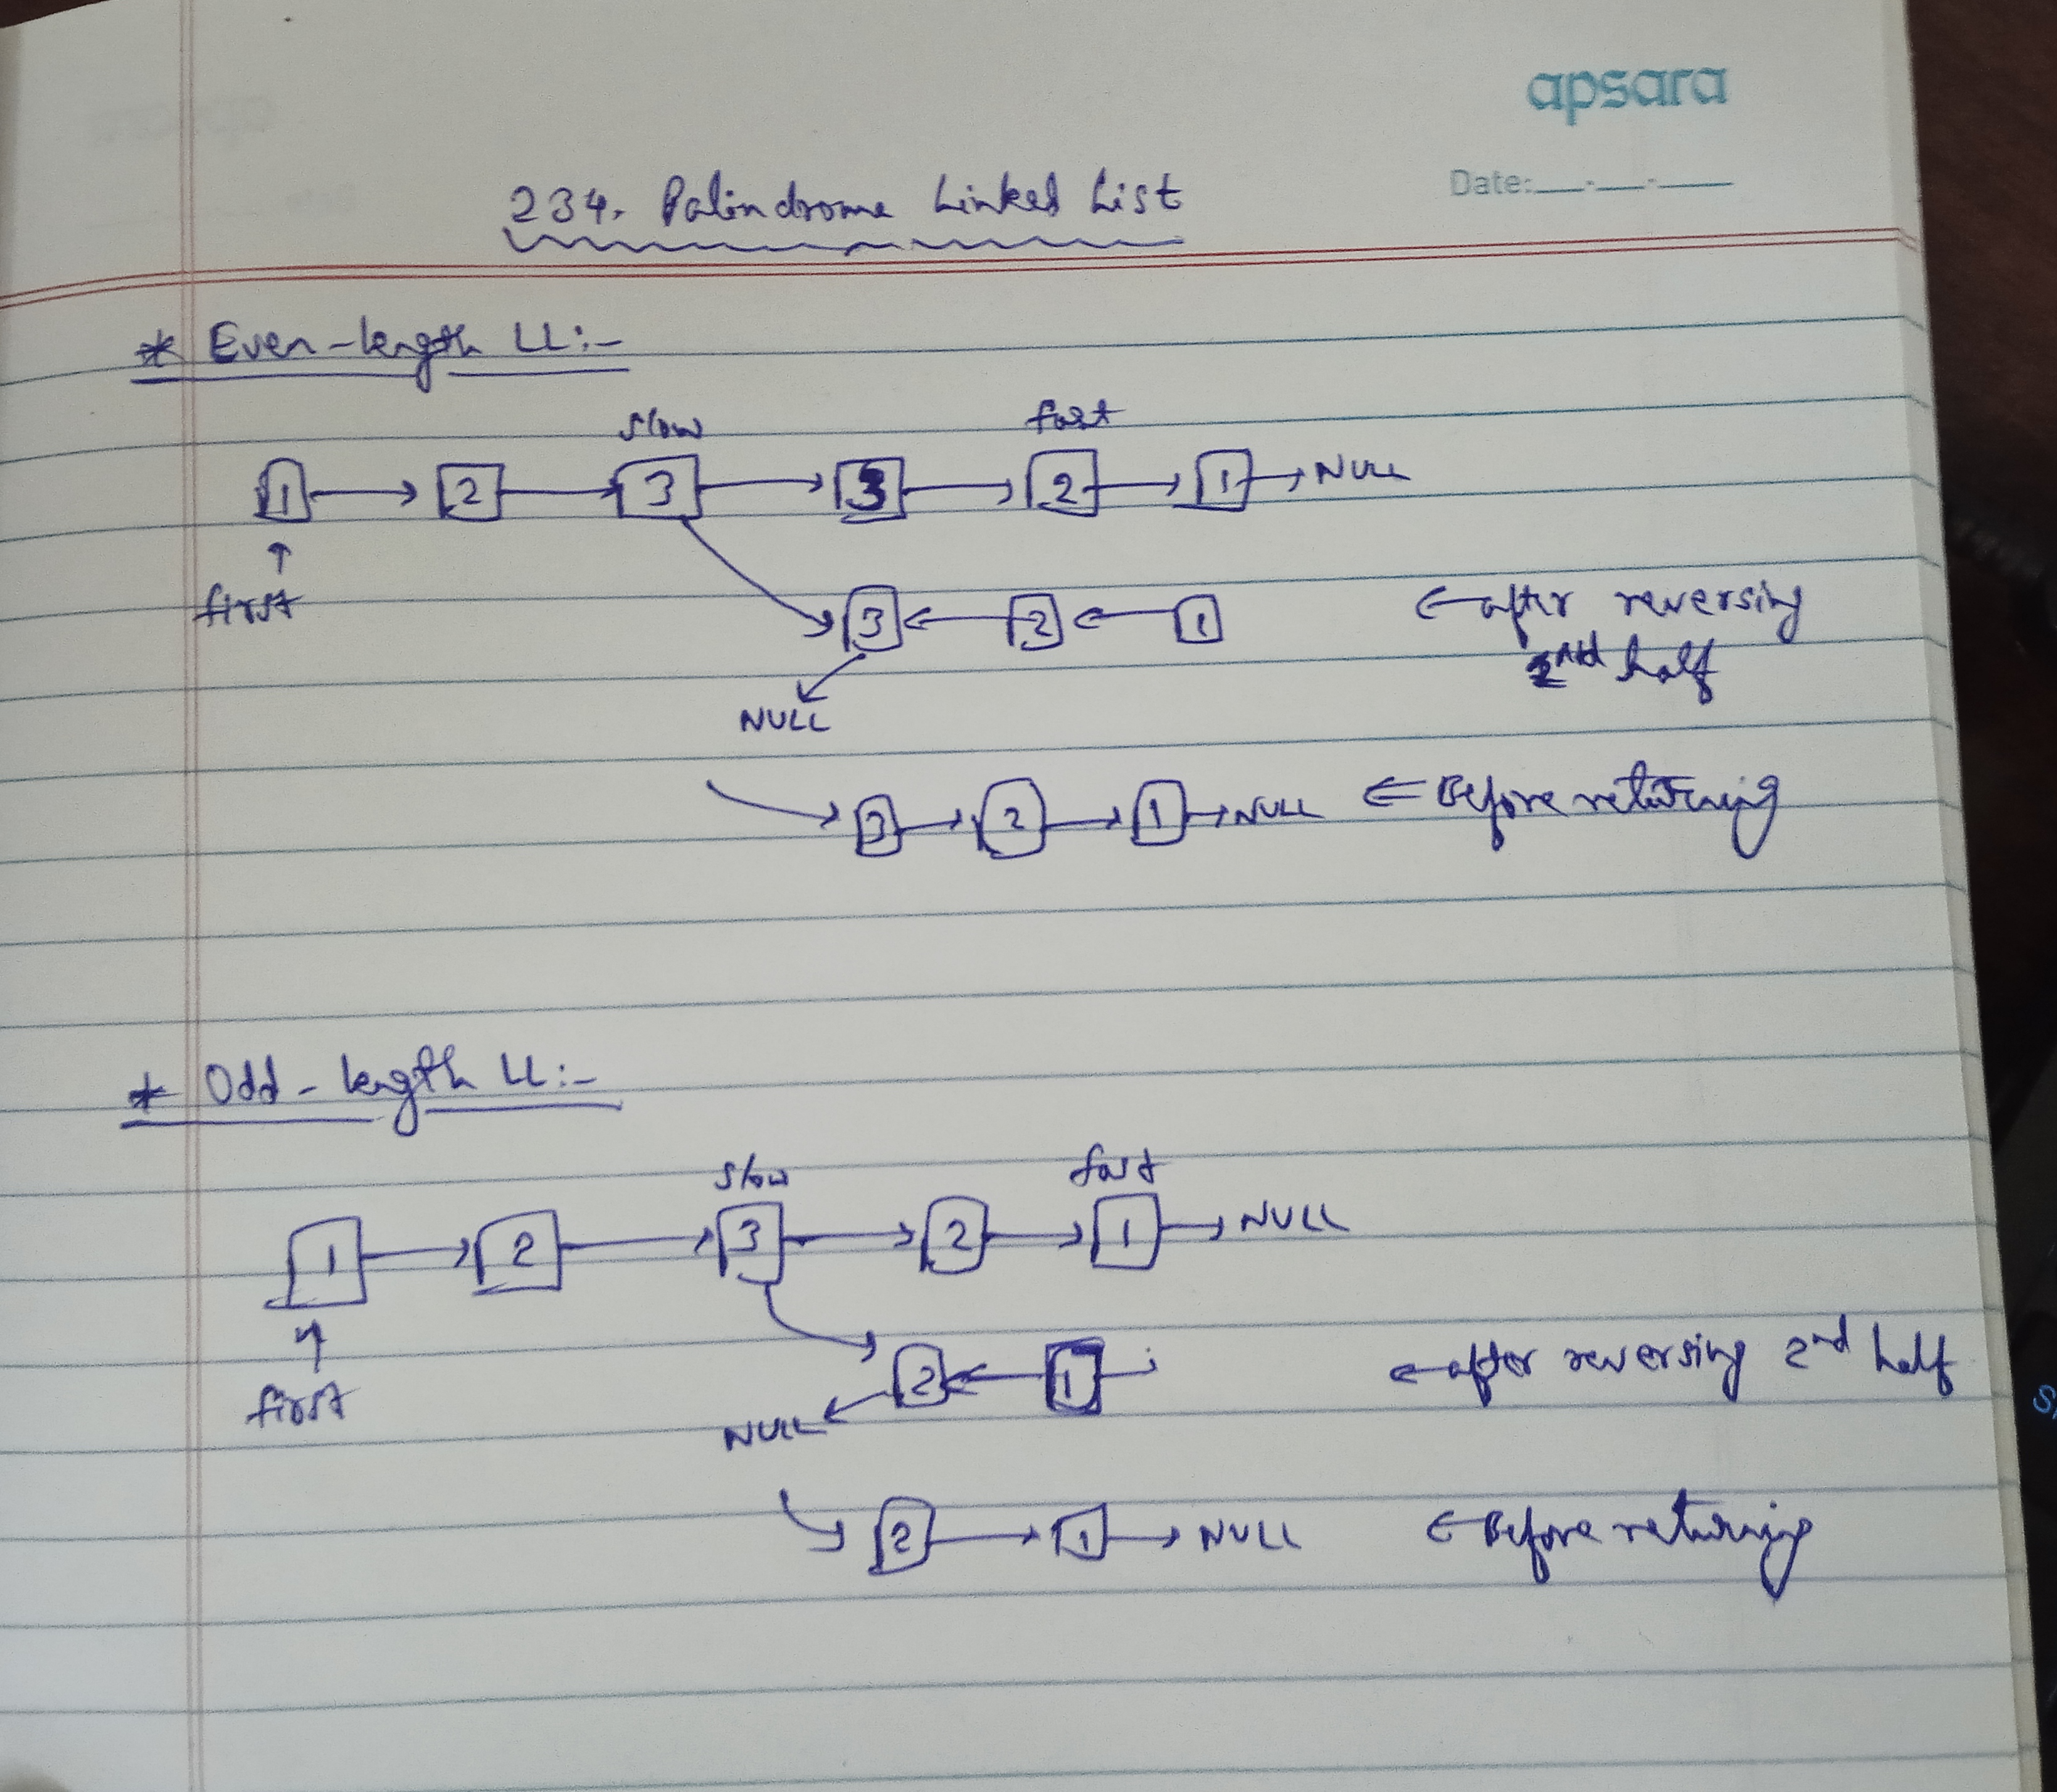 apsara
Date:__-__-__
234. Palindrome Linked List
* Even-length LL:-
slow fast
1 → 2 → 3 → 3 → 2 → 1 → NULL
↑
first
3 ← 2 ← 1 ← after reversing
2nd half
NULL
→ 3 → 2 → 1 → NULL ← Before returning
* Odd-length LL:-
slow fast
1 → 2 → 3 → 2 → 1 → NULL
↑
first
2 ← 1 ← after reversing 2nd half
NULL
→ 2 → 1 → NULL ← Before returning